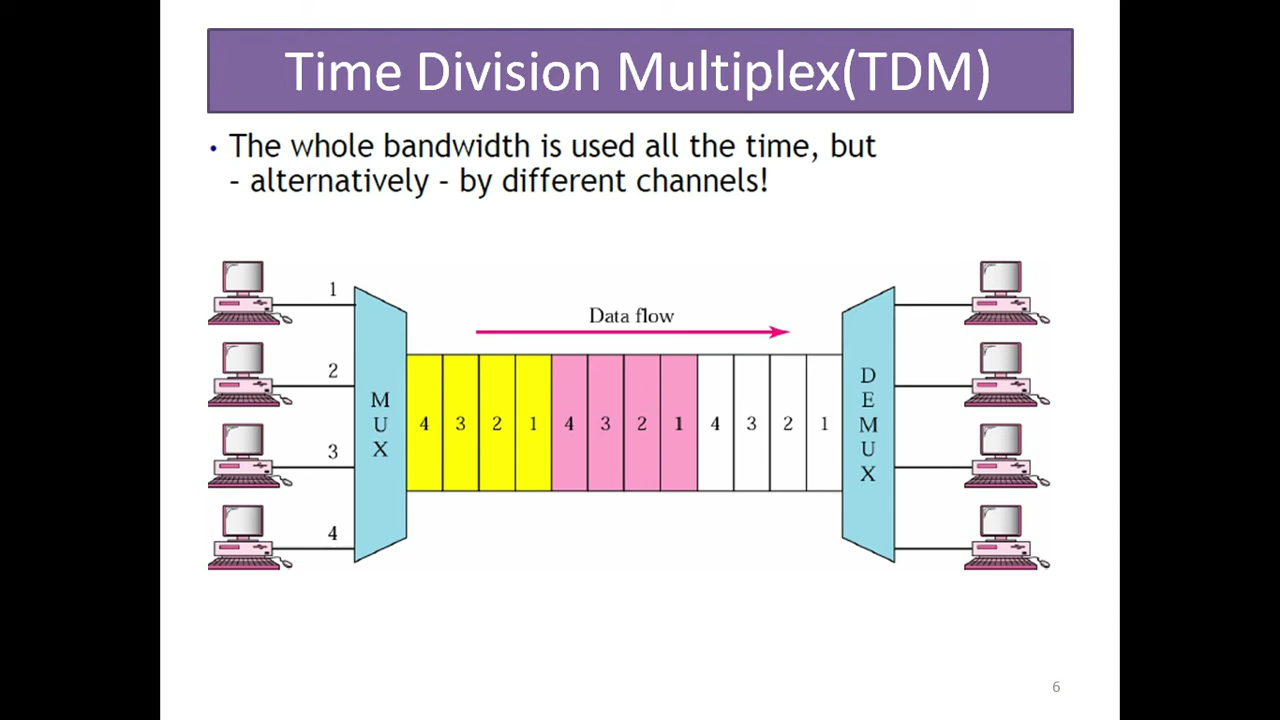 Time Division Multiplex(TDM)
• The whole bandwidth is used all the time, but
– alternatively – by different channels!
1
Data flow
2
3
4
M
U
X
4 3 2 1 4 3 2 1 4 3 2 1
D
E
M
U
X
6